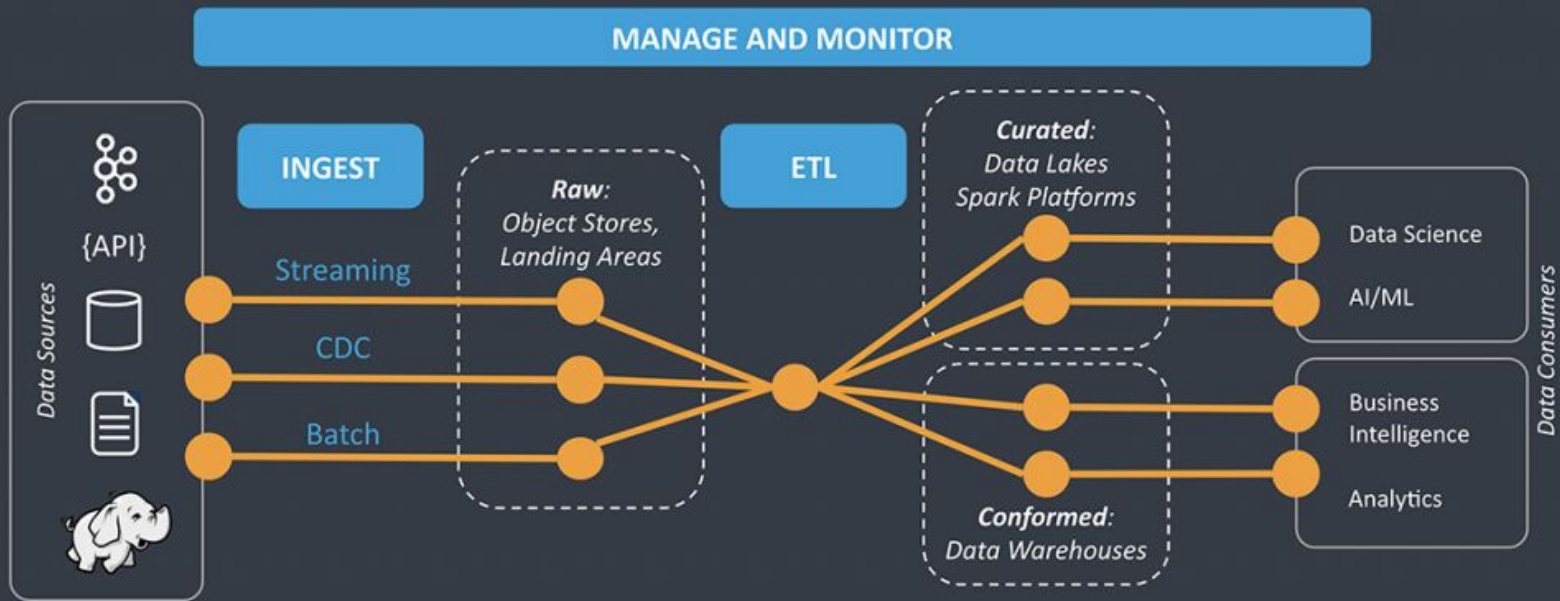 MANAGE AND MONITOR
Data Sources
{API}
INGEST
Streaming
CDC
Batch
Raw:
Object Stores,
Landing Areas
ETL
Curated:
Data Lakes
Spark Platforms
Conformed:
Data Warehouses
Data Science
AI/ML
Business
Intelligence
Analytics
Data Consumers